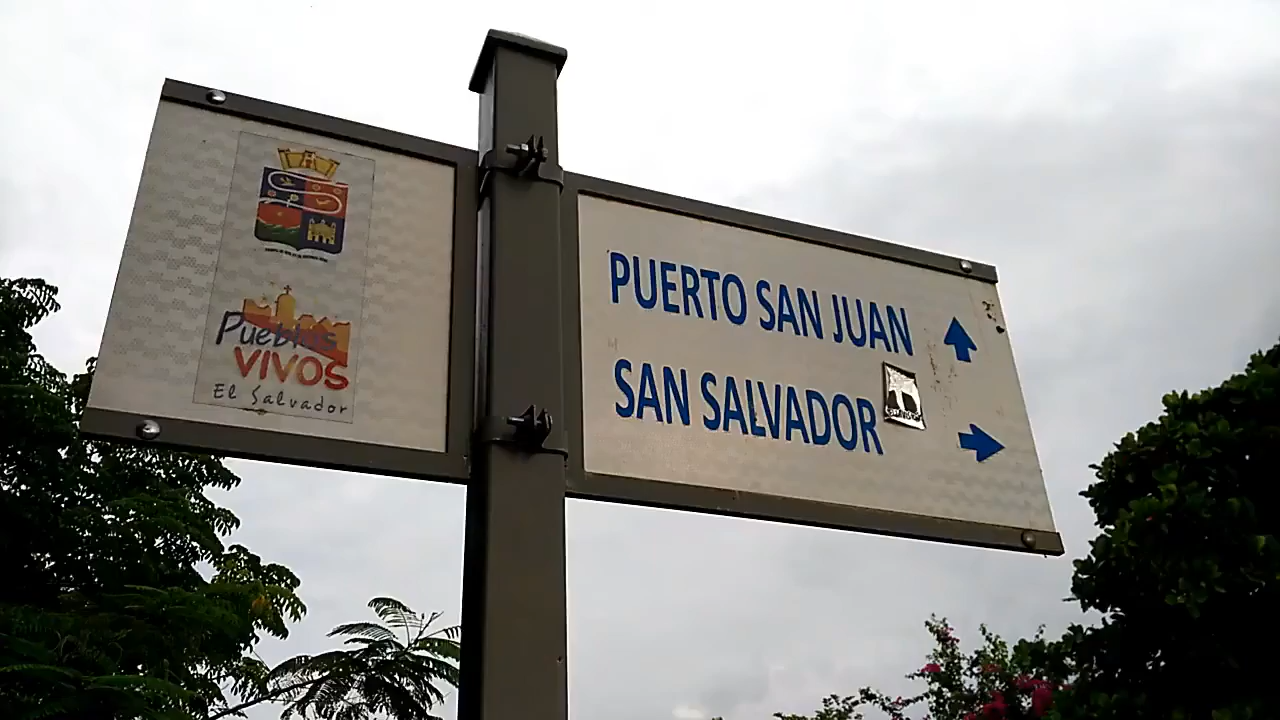 Pueblos
VIVOS
El Salvador
PUERTO SAN JUAN
SAN SALVADOR